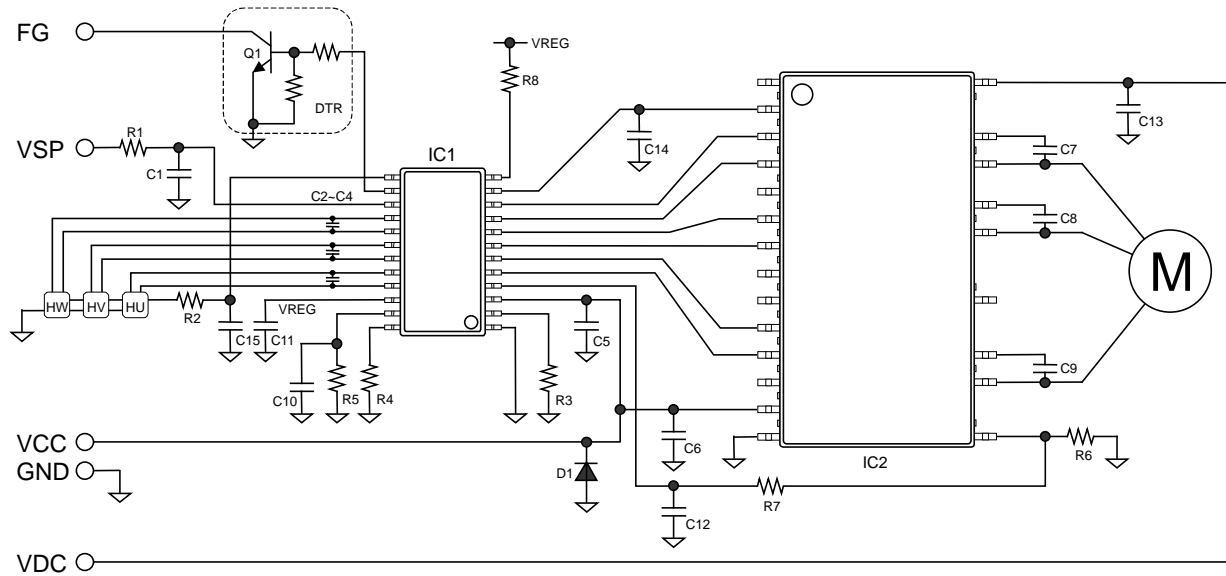 FG
Q1
DTR
VREG
R8
VSP
R1
C1
IC1
C14
C13
C7
C2~C4
C8
M
HW
HV
HU
R2
VREG
C15
C11
C5
C10
R5
R4
R3
C9
VCC
GND
D1
C6
IC2
R6
R7
C12
VDC